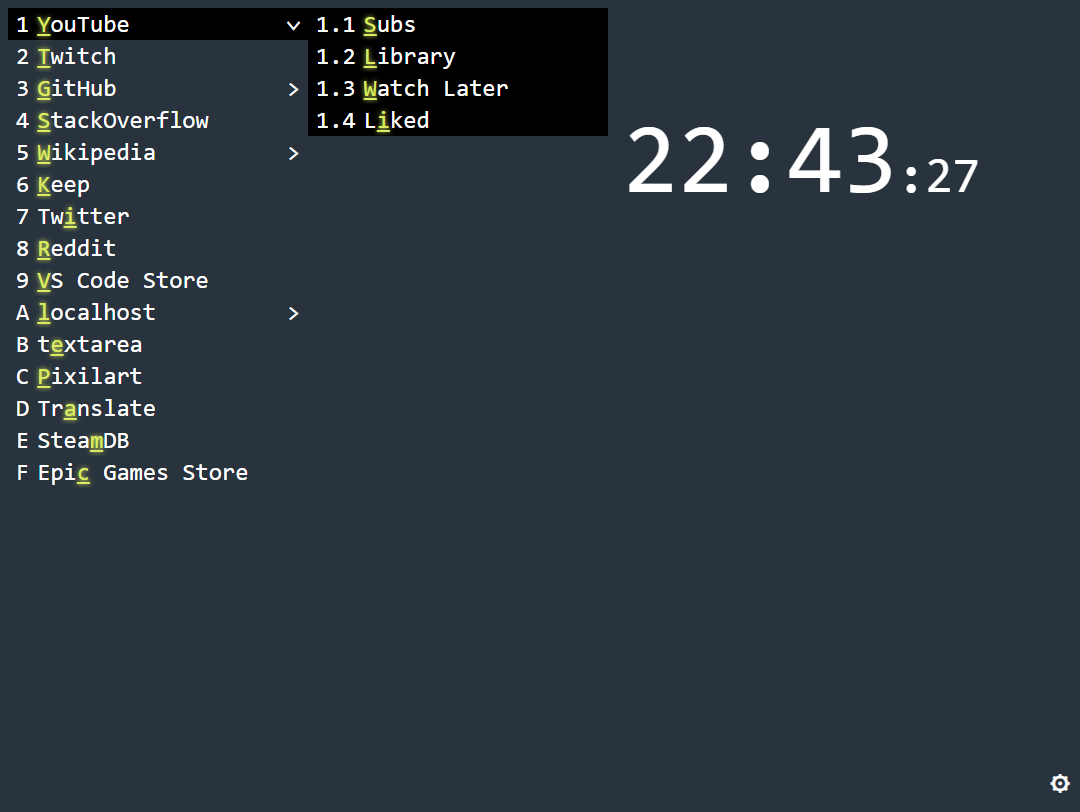 1 YouTube
2 Twitch
3 GitHub
4 StackOverflow
5 Wikipedia
6 Keep
7 Twitter
8 Reddit
9 VS Code Store
A localhost
B textarea
C Pixilart
D Translate
E SteamDB
F Epic Games Store
1.1 Subs
1.2 Library
1.3 Watch Later
1.4 Liked
22:43:27